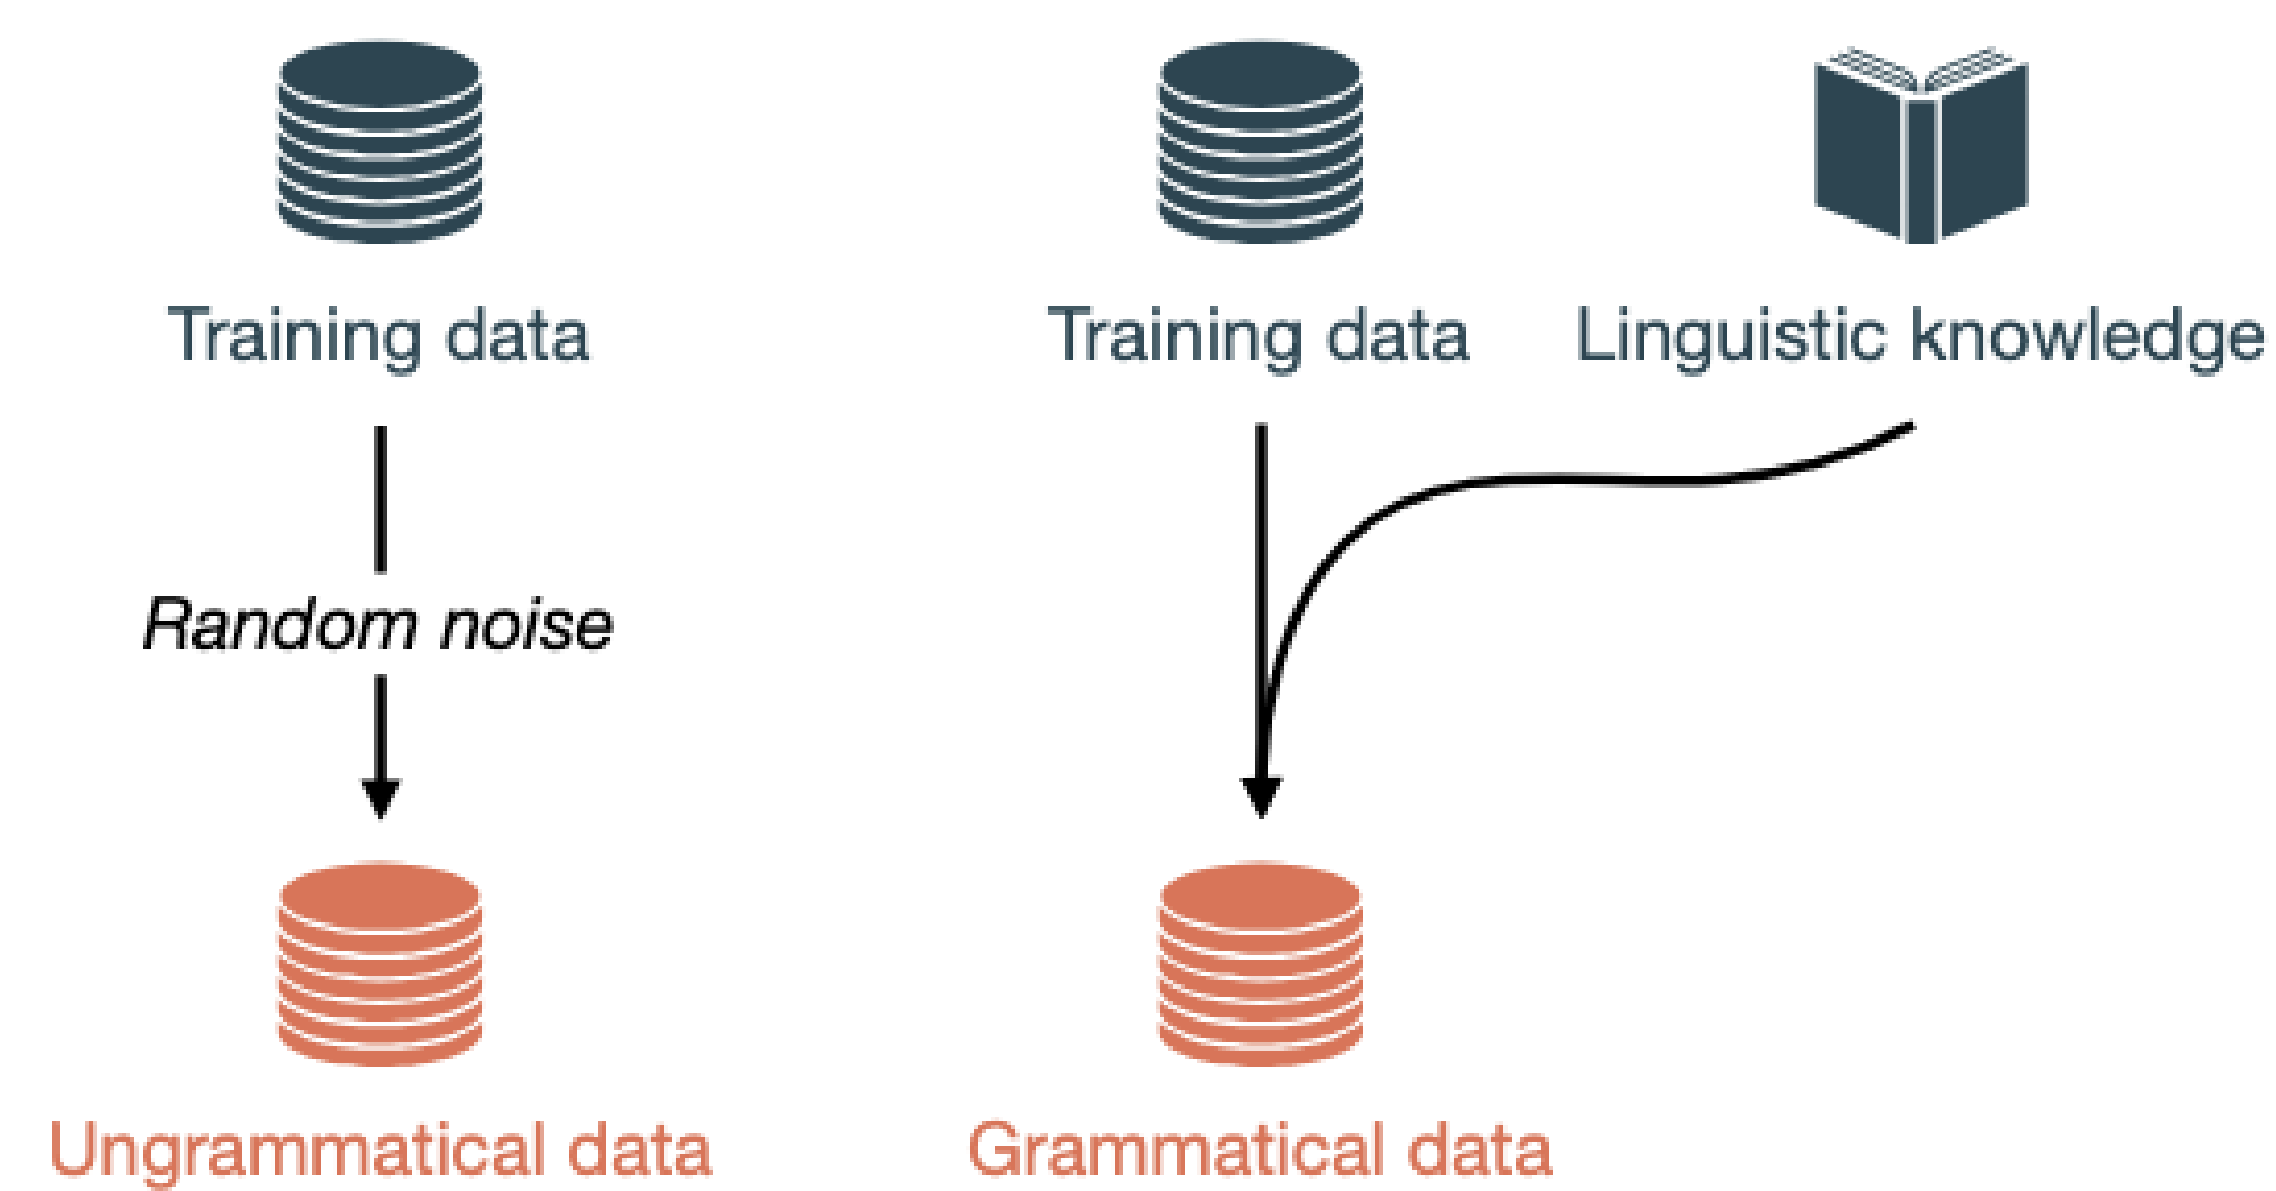 Training data
Training data
Linguistic knowledge
Random noise
Ungrammatical data
Grammatical data